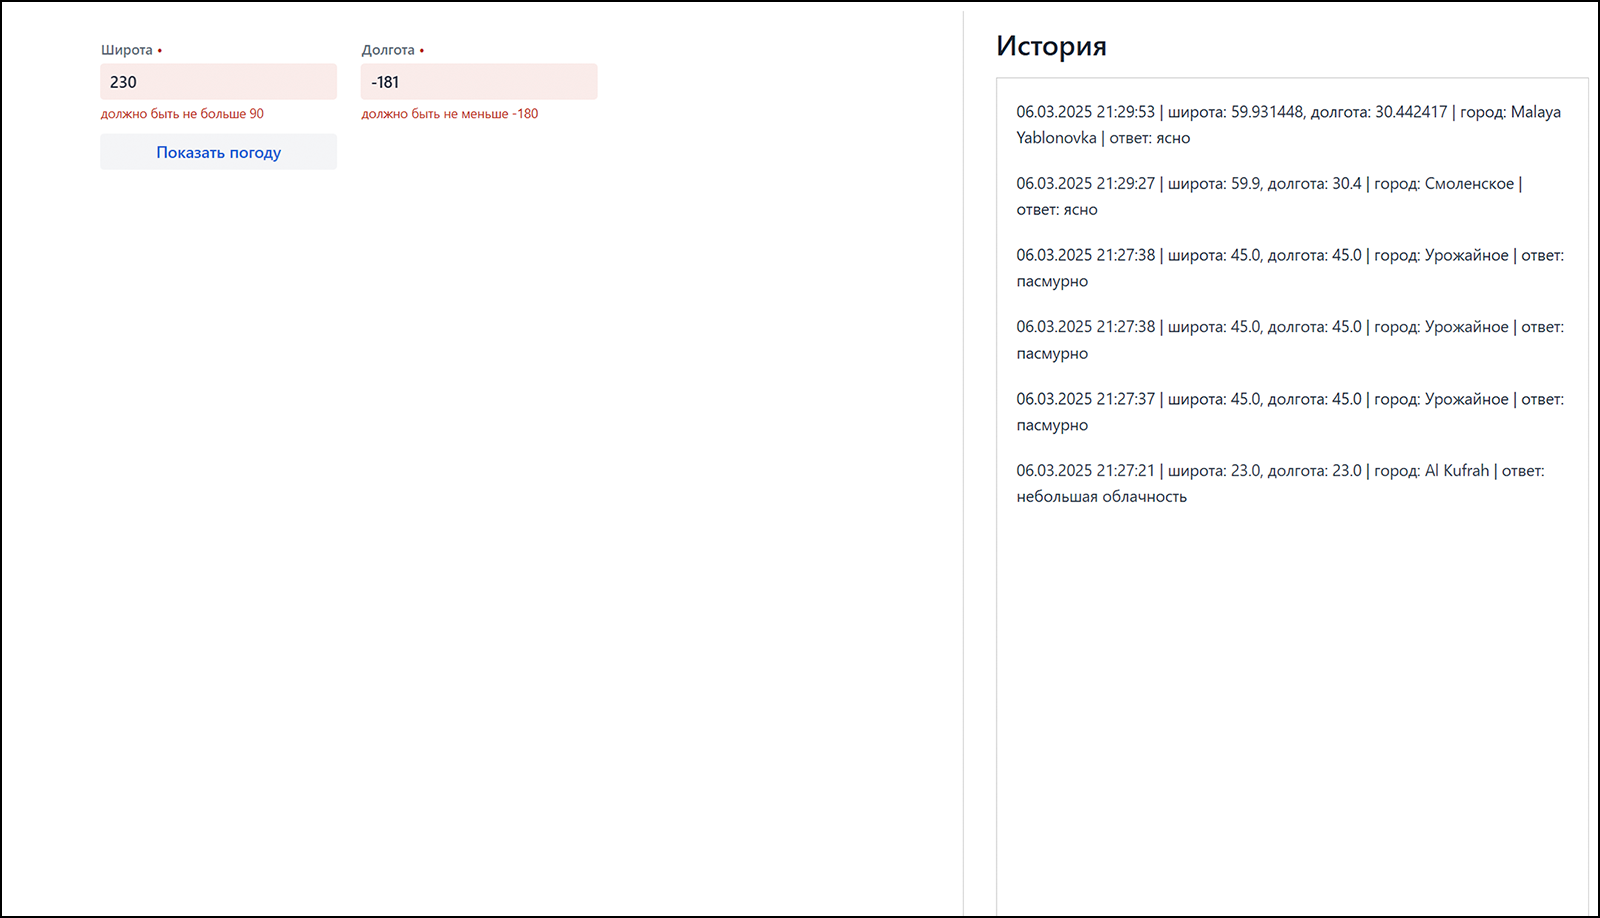 Широта •
Долгота •
230
-181
должно быть не больше 90
должно быть не меньше -180
Показать погоду
История
06.03.2025 21:29:53 | широта: 59.931448, долгота: 30.442417 | город: Malaya
Yablonovka | ответ: ясно
06.03.2025 21:29:27 | широта: 59.9, долгота: 30.4 | город: Смоленское |
ответ: ясно
06.03.2025 21:27:38 | широта: 45.0, долгота: 45.0 | город: Урожайное | ответ:
пасмурно
06.03.2025 21:27:38 | широта: 45.0, долгота: 45.0 | город: Урожайное | ответ:
пасмурно
06.03.2025 21:27:37 | широта: 45.0, долгота: 45.0 | город: Урожайное | ответ:
пасмурно
06.03.2025 21:27:21 | широта: 23.0, долгота: 23.0 | город: Al Kufrah | ответ:
небольшая облачность